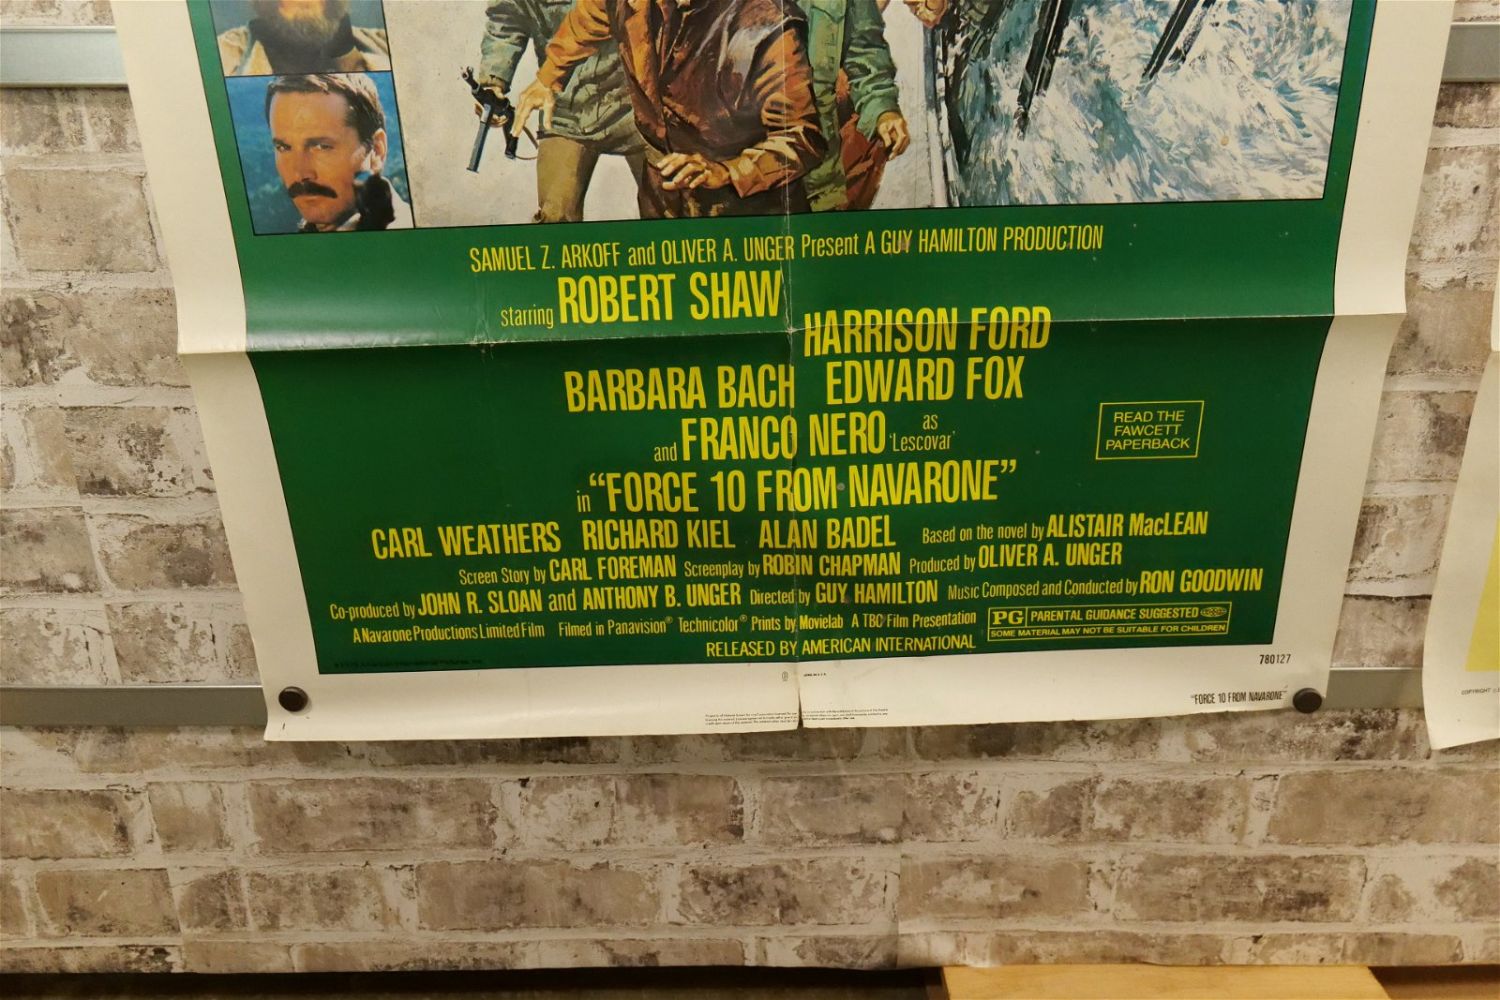 SAMUEL Z. ARKOFF and OLIVER A. UNGER Present A GUY HAMILTON PRODUCTION
starring ROBERT SHAW
HARRISON FORD
BARBARA BACH EDWARD FOX
and FRANCO NERO as 'Lescovar'
in "FORCE 10 FROM NAVARONE"
CARL WEATHERS RICHARD KIEL ALAN BADEL Based on the novel by ALISTAIR MacLEAN
Screen Story by CARL FOREMAN Screenplay by ROBIN CHAPMAN Produced by OLIVER A. UNGER
Co-produced by JOHN R. SLOAN and ANTHONY B. UNGER Directed by GUY HAMILTON Music Composed and Conducted by RON GOODWIN
A Navarone Productions Limited Film Filmed in Panavision® Technicolor® Prints by Movielab A TBC Film Presentation
RELEASED BY AMERICAN INTERNATIONAL
READ THE
FAWCETT
PAPERBACK
PG PARENTAL GUIDANCE SUGGESTED
SOME MATERIAL MAY NOT BE SUITABLE FOR CHILDREN
780127
"FORCE 10 FROM NAVARONE"
COPYRIGHT